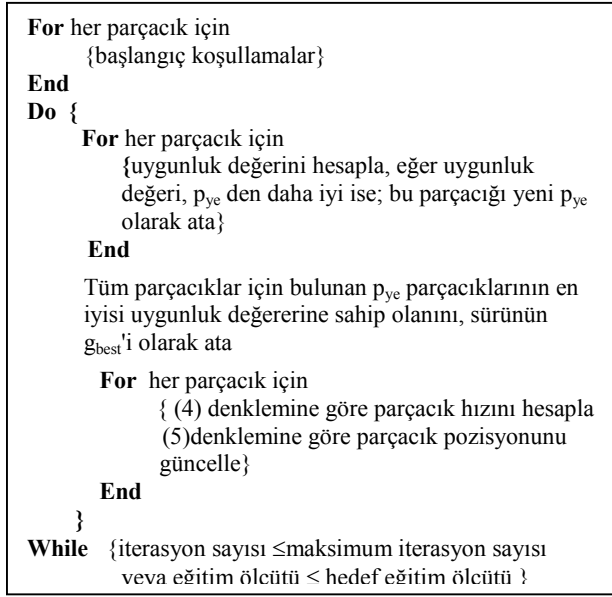 For her parçacık için
{başlangıç koşullamalar}
End
Do {
For her parçacık için
{uygunluk değerini hesapla, eğer uygunluk
değeri, pye den daha iyi ise; bu parçacığı yeni pye
olarak ata}
End
Tüm parçacıklar için bulunan pye parçacıklarının en
iyisi uygunluk değererine sahip olanını, sürünün
gbest'i olarak ata
For her parçacık için
{ (4) denklemine göre parçacık hızını hesapla
(5)denklemine göre parçacık pozisyonunu
güncelle}
End
}
While {iterasyon sayısı ≤maksimum iterasyon sayısı
veya eğitim ölçütü ≤ hedef eğitim ölçütü }